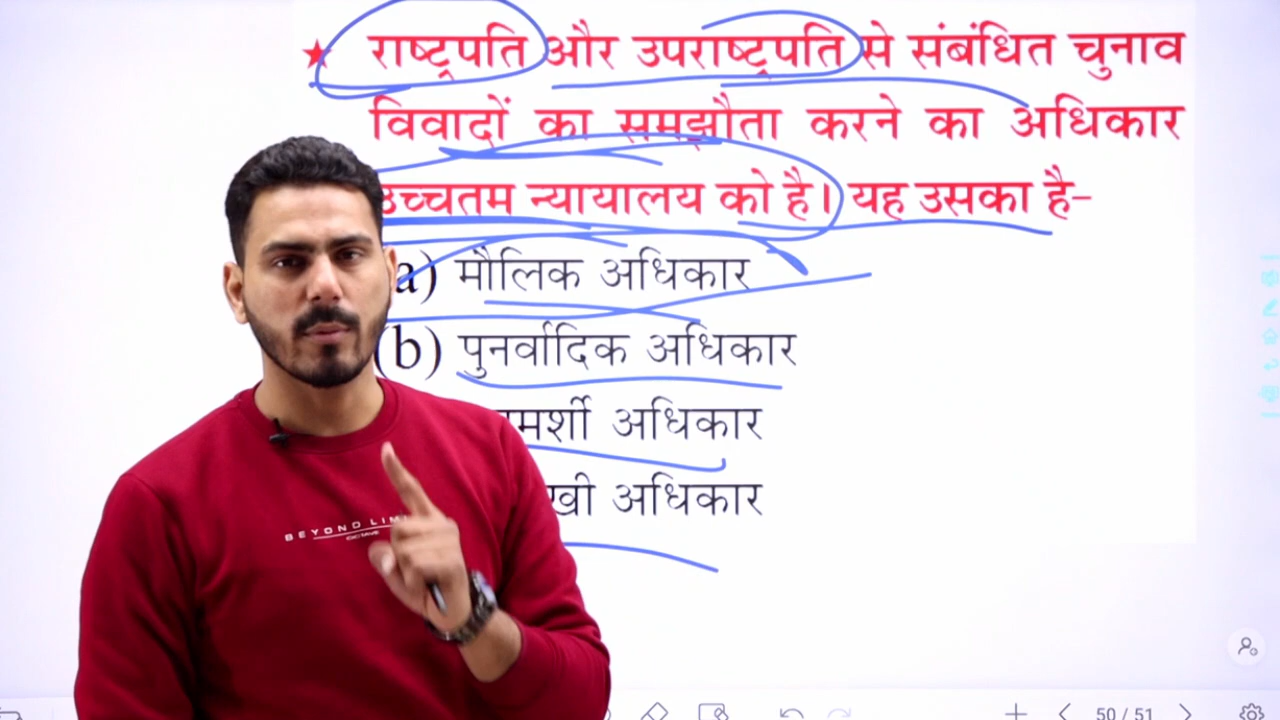 ★ राष्ट्रपति और उपराष्ट्रपति से संबंधित चुनाव
विवादों का समझौता करने का अधिकार
उच्चतम न्यायालय को है। यह उसका है-
(a) मौलिक अधिकार
(b) पुनर्वादिक अधिकार
अधिकार
अधिकार
BEYOND
OCTAVE
50 / 51